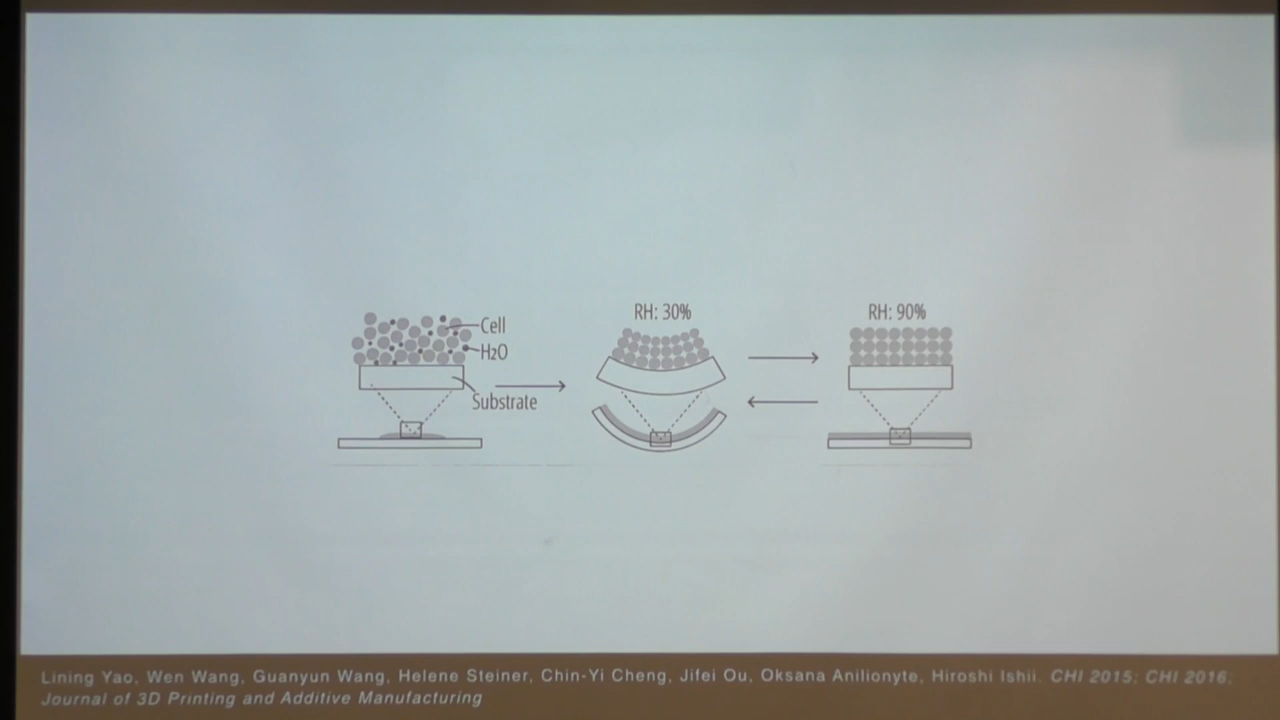 RH: 30%
RH: 90%
Cell
H2O
Substrate
Lining Yao, Wen Wang, Guanyun Wang, Helene Steiner, Chin-Yi Cheng, Jifei Ou, Oksana Anilionyte, Hiroshi Ishii. CHI 2015; CHI 2016;
Journal of 3D Printing and Additive Manufacturing